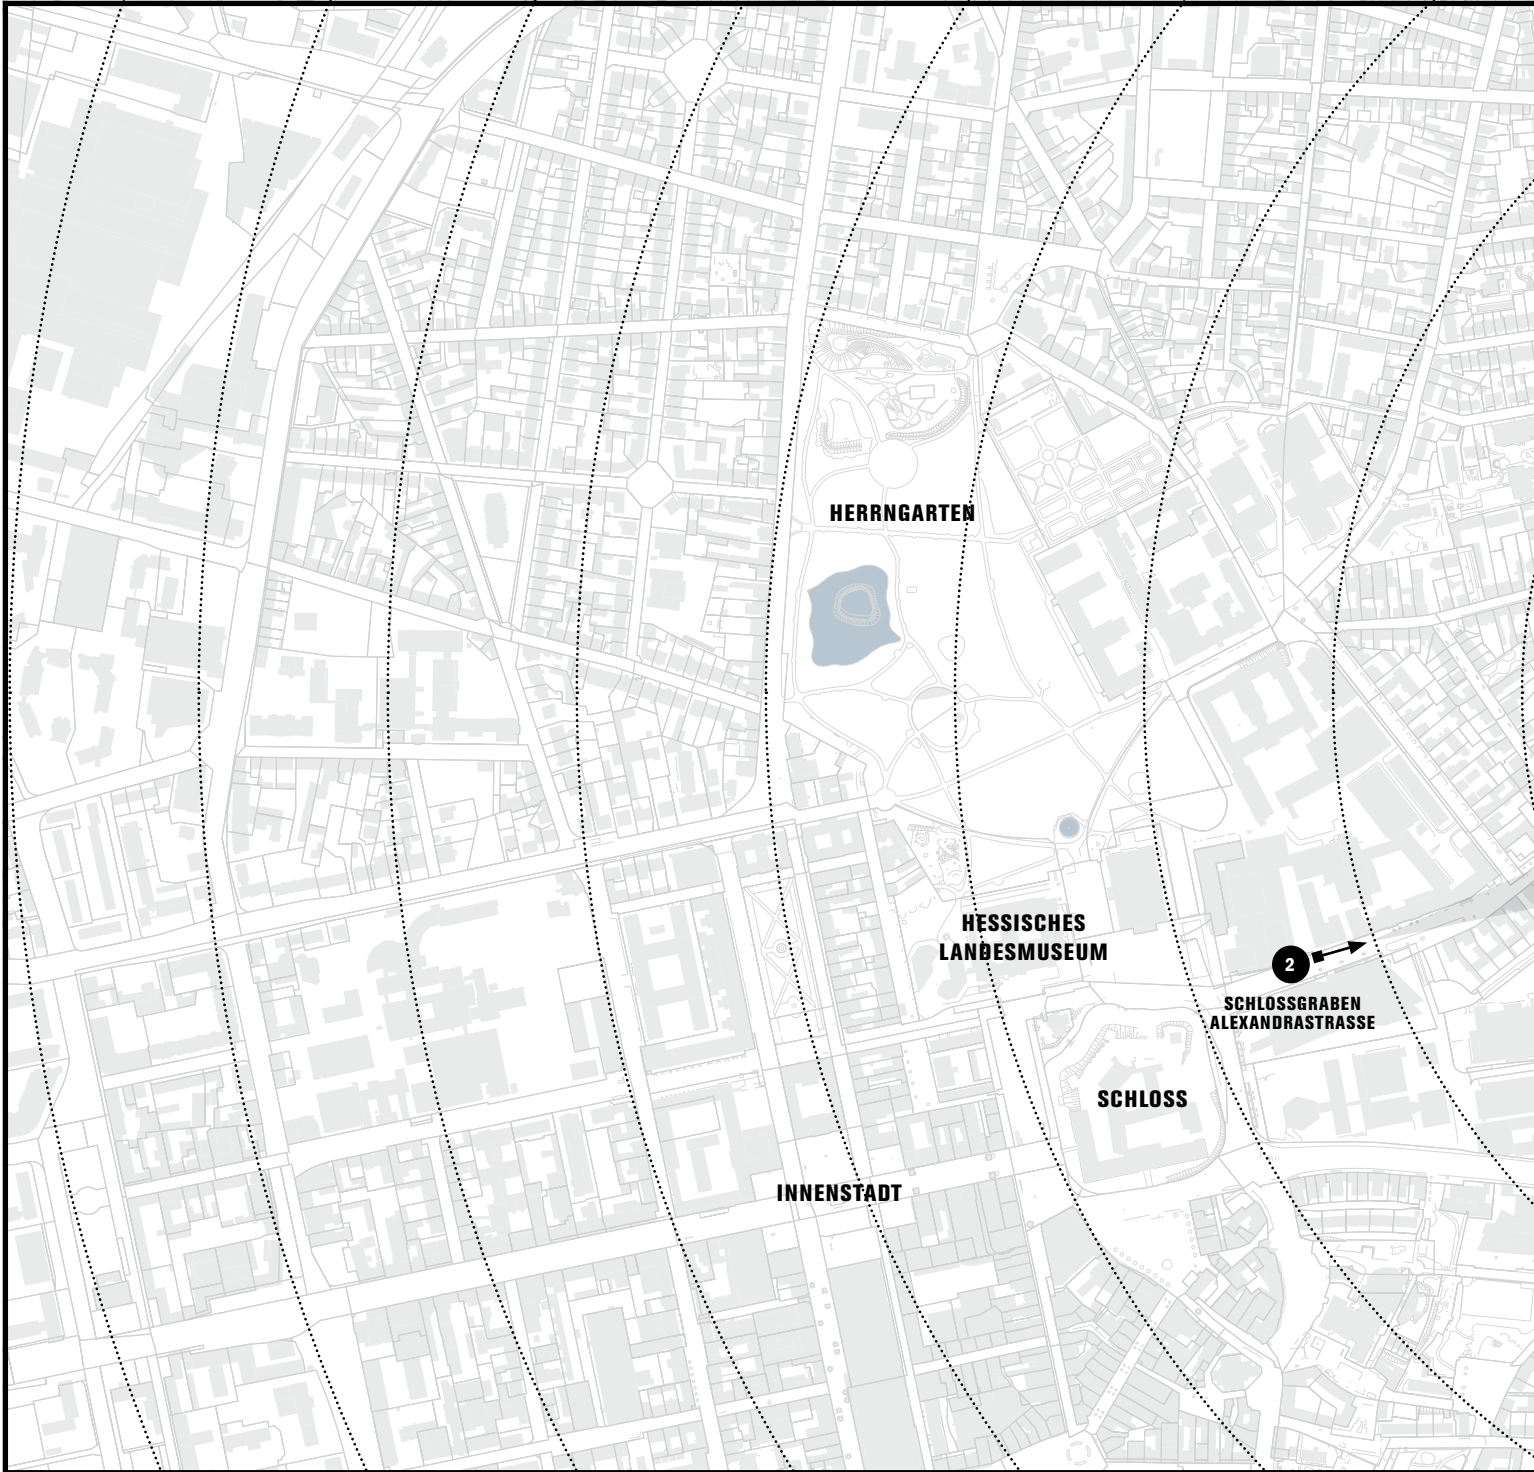 HERRNGARTEN
HESSISCHES
LANDESMUSEUM
2
SCHLOSSGRABEN
ALEXANDRASTRASSE
SCHLOSS
INNENSTADT